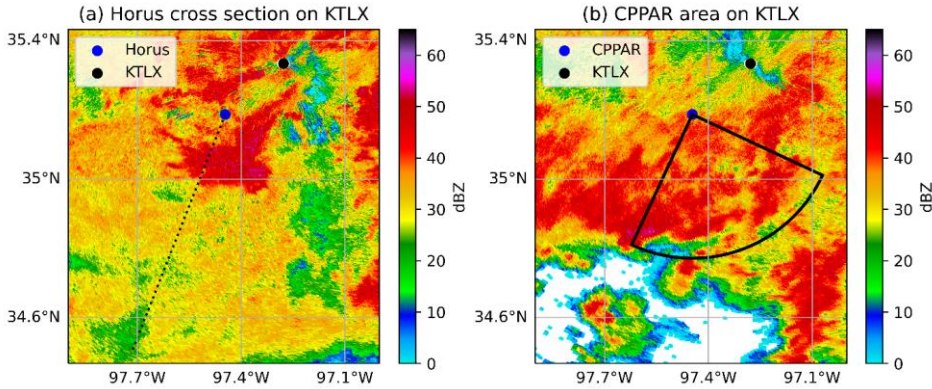 (a) Horus cross section on KTLX
35.4°N
35°N
34.6°N
97.7°W
97.4°W
97.1°W
Horus
KTLX
60
50
40
30
20
10
0
dBZ
(b) CPPAR area on KTLX
35.4°N
35°N
34.6°N
97.7°W
97.4°W
97.1°W
CPPAR
KTLX
60
50
40
30
20
10
0
dBZ